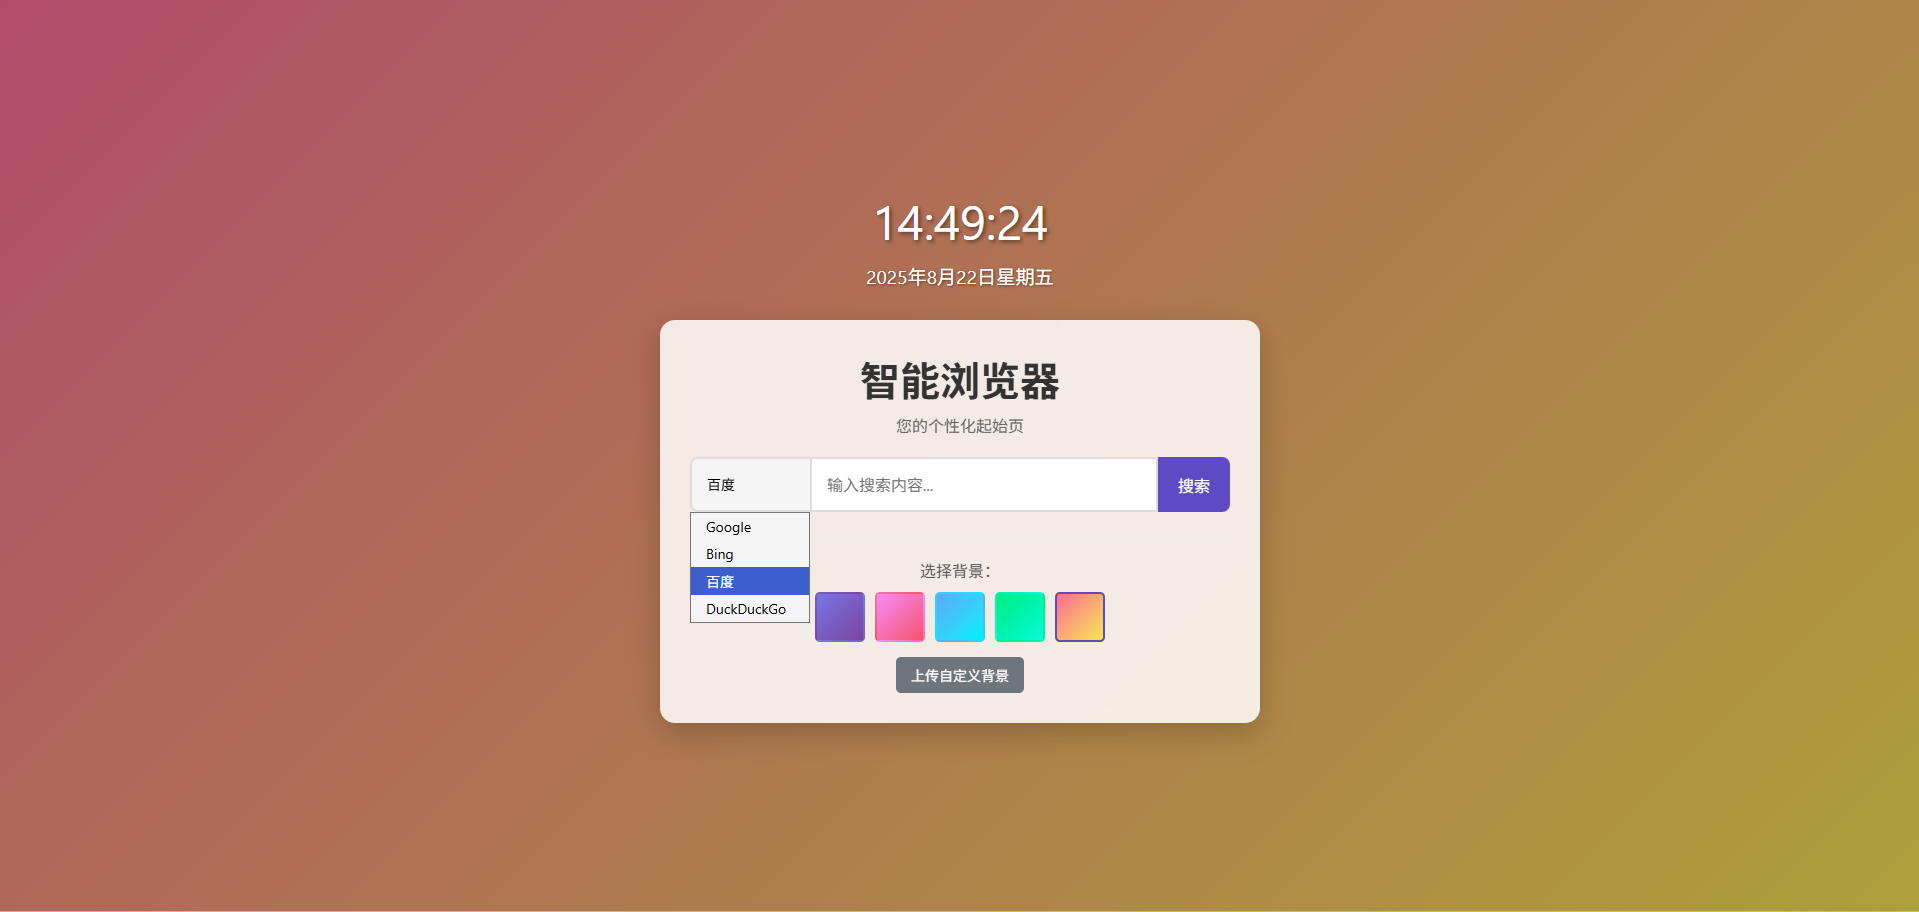 14:49:24
2025年8月22日星期五
智能浏览器
您的个性化起始页
百度
输入搜索内容...
搜索
Google
Bing
百度
DuckDuckGo
选择背景：
上传自定义背景